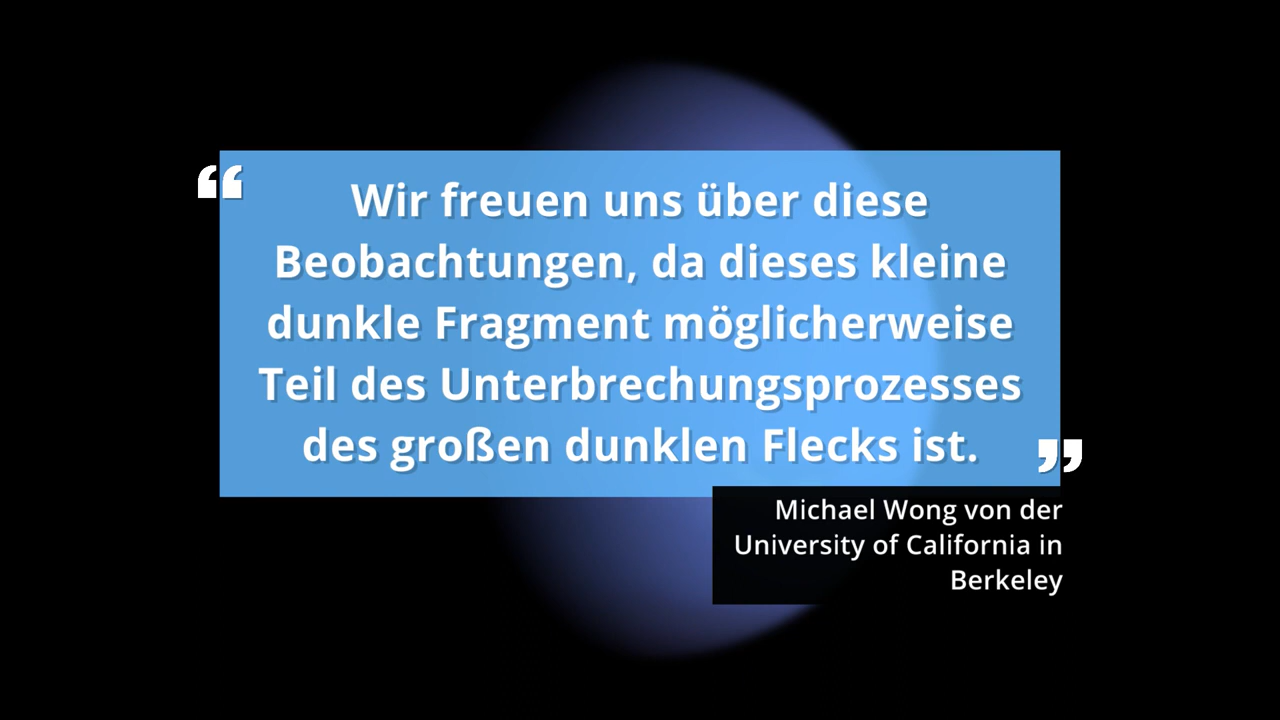 “
Wir freuen uns über diese
Beobachtungen, da dieses kleine
dunkle Fragment möglicherweise
Teil des Unterbrechungsprozesses
des großen dunklen Flecks ist.
”
Michael Wong von der
University of California in
Berkeley